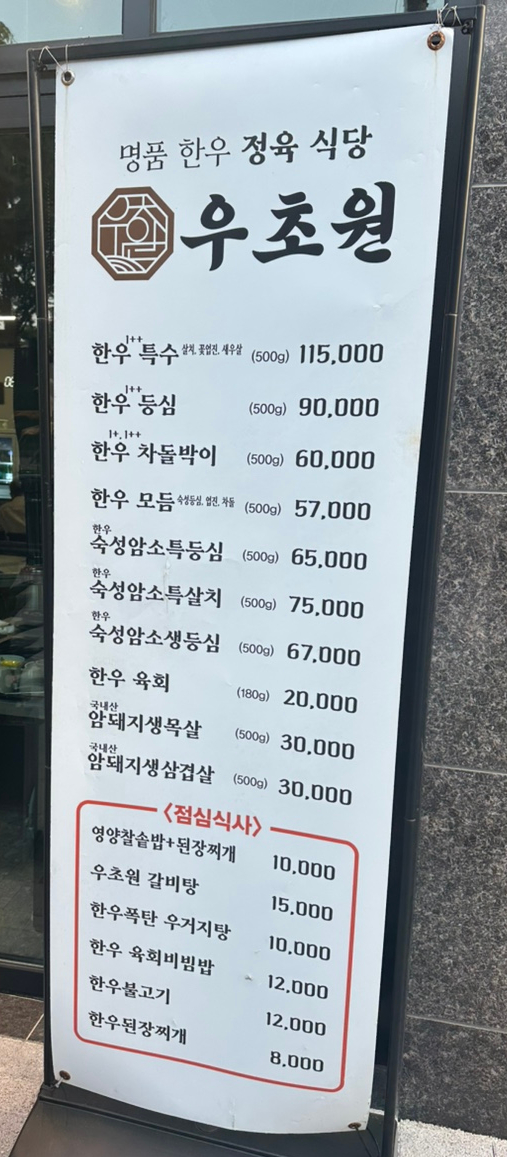 명품 한우 정육 식당
우초원
한우 1++ 특수 살치, 꽃업진, 새우살 (500g) 115,000
한우 1++ 등심 (500g) 90,000
한우 1+, 1++ 차돌박이 (500g) 60,000
한우 모듬 숙성등심, 업진, 차돌 (500g) 57,000
한우
숙성암소특등심 (500g) 65,000
한우
숙성암소특살치 (500g) 75,000
한우
숙성암소생등심 (500g) 67,000
한우 육회 (180g) 20,000
국내산
암돼지생목살 (500g) 30,000
국내산
암돼지생삼겹살 (500g) 30,000
<점심식사>
영양찰솥밥+된장찌개 10,000
우초원 갈비탕 15,000
한우폭탄 우거지탕 10,000
한우 육회비빔밥 12,000
한우불고기 12,000
한우된장찌개 8,000